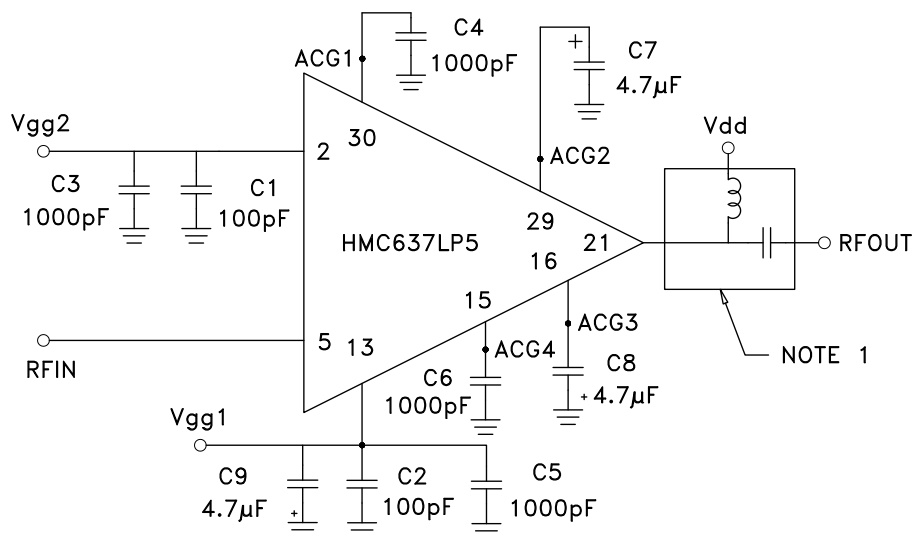 C4
1000pF
ACG1
+
C7
4.7µF
Vgg2
2
30
ACG2
Vdd
C3
1000pF
C1
100pF
29
HMC637LP5
21
RFOUT
16
15
ACG3
5
13
ACG4
NOTE 1
RFIN
C6
1000pF
C8
+
4.7µF
Vgg1
C9
4.7µF
+
C2
100pF
C5
1000pF